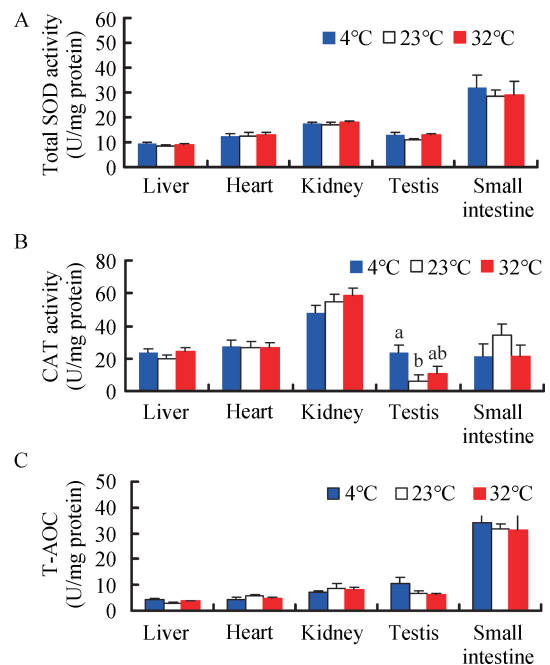 A
4°C 23°C 32°C
Total SOD activity
(U/mg protein)
60
50
40
30
20
10
0
Liver Heart Kidney Testis Small
intestine
B
4°C 23°C 32°C
CAT activity
(U/mg protein)
80
60
40
20
0
a
b
ab
Liver Heart Kidney Testis Small
intestine
C
4°C 23°C 32°C
T-AOC
(U/mg protein)
50
40
30
20
10
0
Liver Heart Kidney Testis Small
intestine